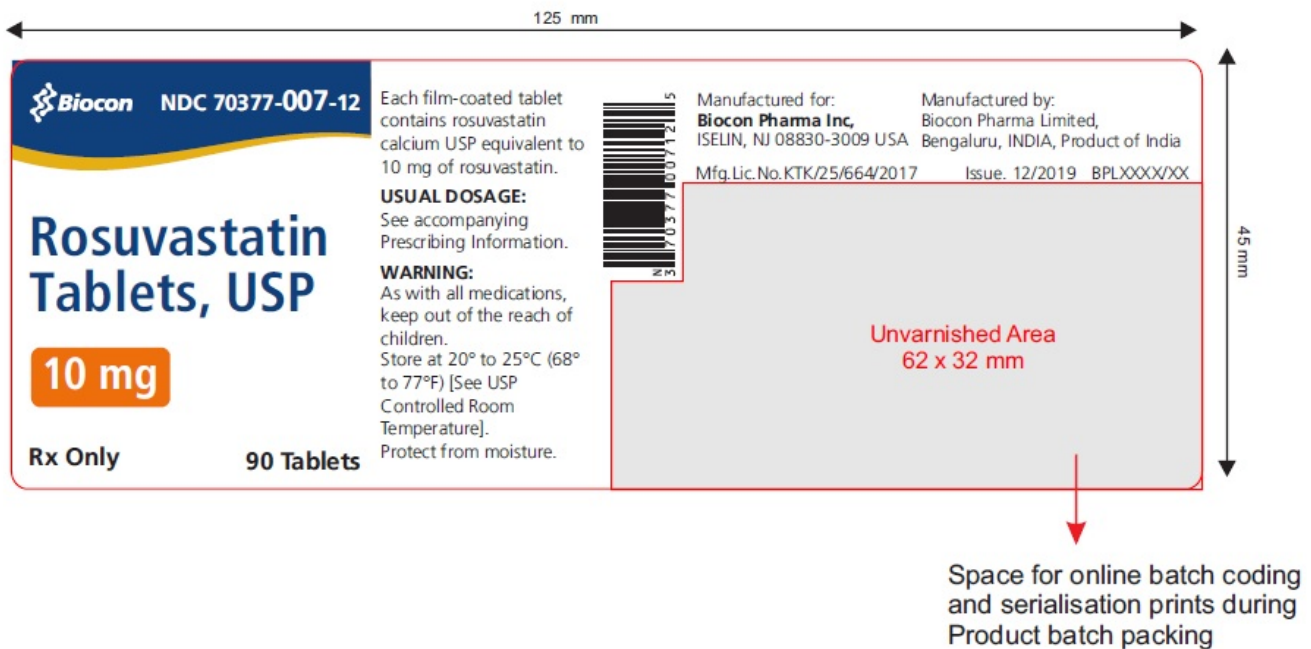 125 mm
Biocon NDC 70377-007-12
Rosuvastatin
Tablets, USP
10 mg
Rx Only 90 Tablets
Each film-coated tablet
contains rosuvastatin
calcium USP equivalent to
10 mg of rosuvastatin.
USUAL DOSAGE:
See accompanying
Prescribing Information.
WARNING:
As with all medications,
keep out of the reach of
children.
Store at 20° to 25°C (68°
to 77°F) [See USP
Controlled Room
Temperature].
Protect from moisture.
N
3 70377 00712 5
Manufactured for:
Biocon Pharma Inc,
ISELIN, NJ 08830-3009 USA
Manufactured by:
Biocon Pharma Limited,
Bengaluru, INDIA, Product of India
Mfg.Lic.No.KTK/25/664/2017 Issue. 12/2019 BPLXXXX/XX
Unvarnished Area
62 x 32 mm
45 mm
Space for online batch coding
and serialisation prints during
Product batch packing